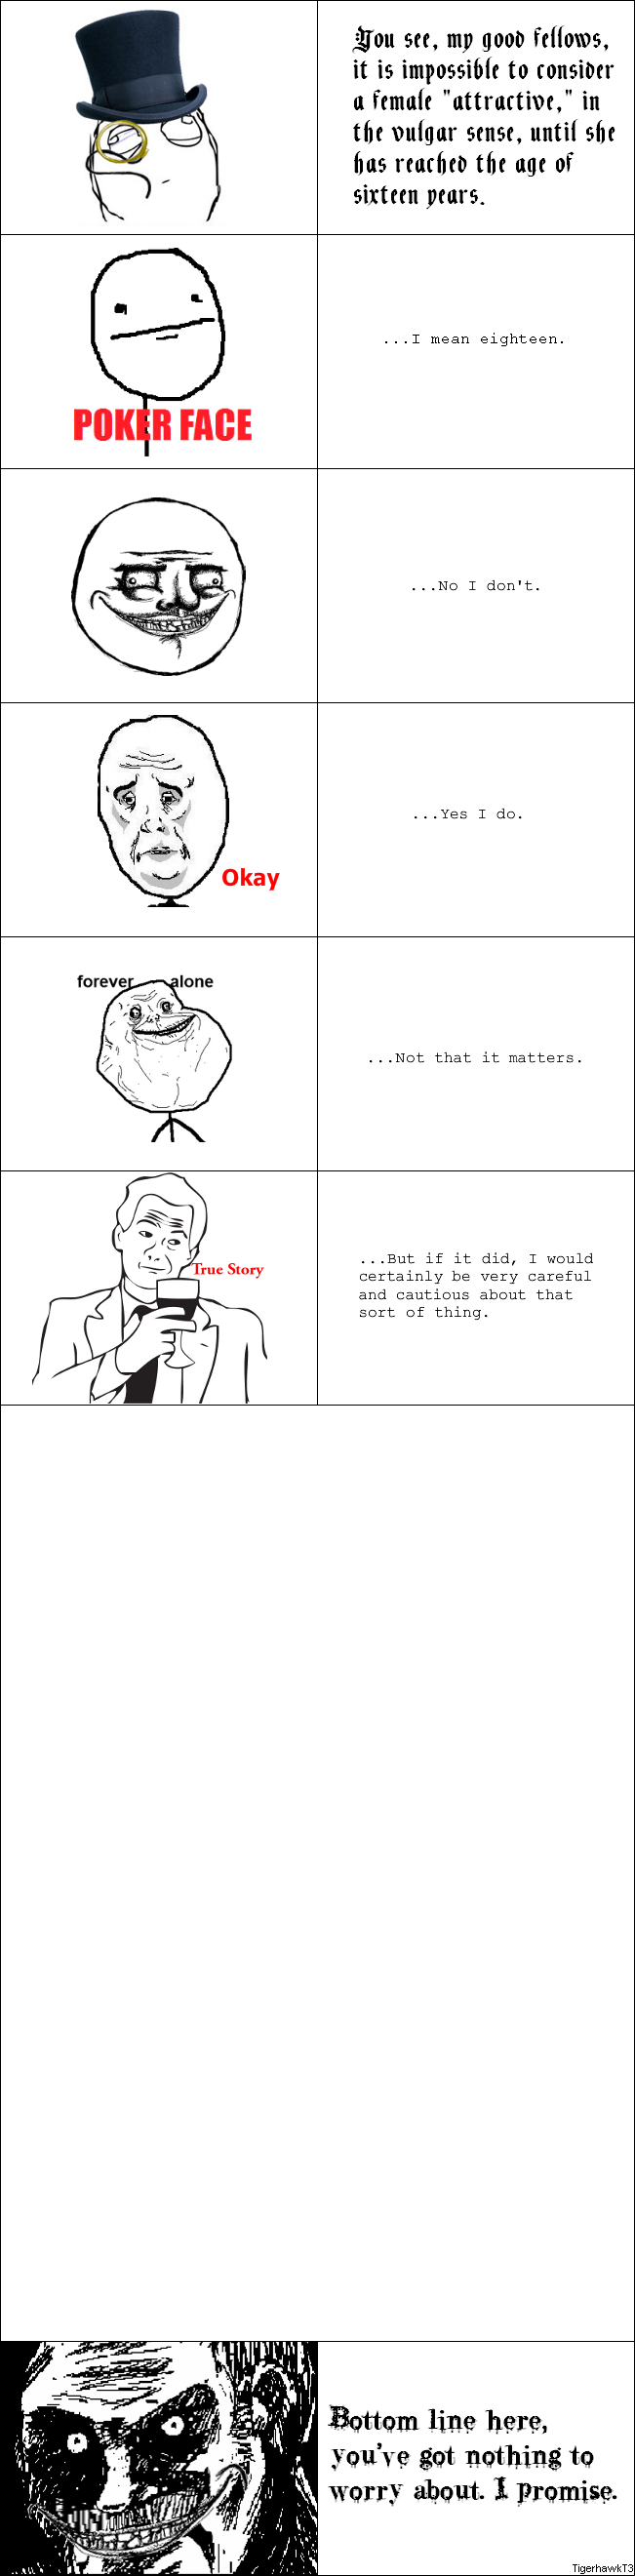 You see, my good fellows,
it is impossible to consider
a female "attractive," in
the vulgar sense, until she
has reached the age of
sixteen years.
POKER FACE
...I mean eighteen.
...No I don't.
Okay
...Yes I do.
forever alone
...Not that it matters.
True Story
...But if it did, I would
certainly be very careful
and cautious about that
sort of thing.
Bottom line here,
you've got nothing to
worry about. I promise.
TigerhawkT3